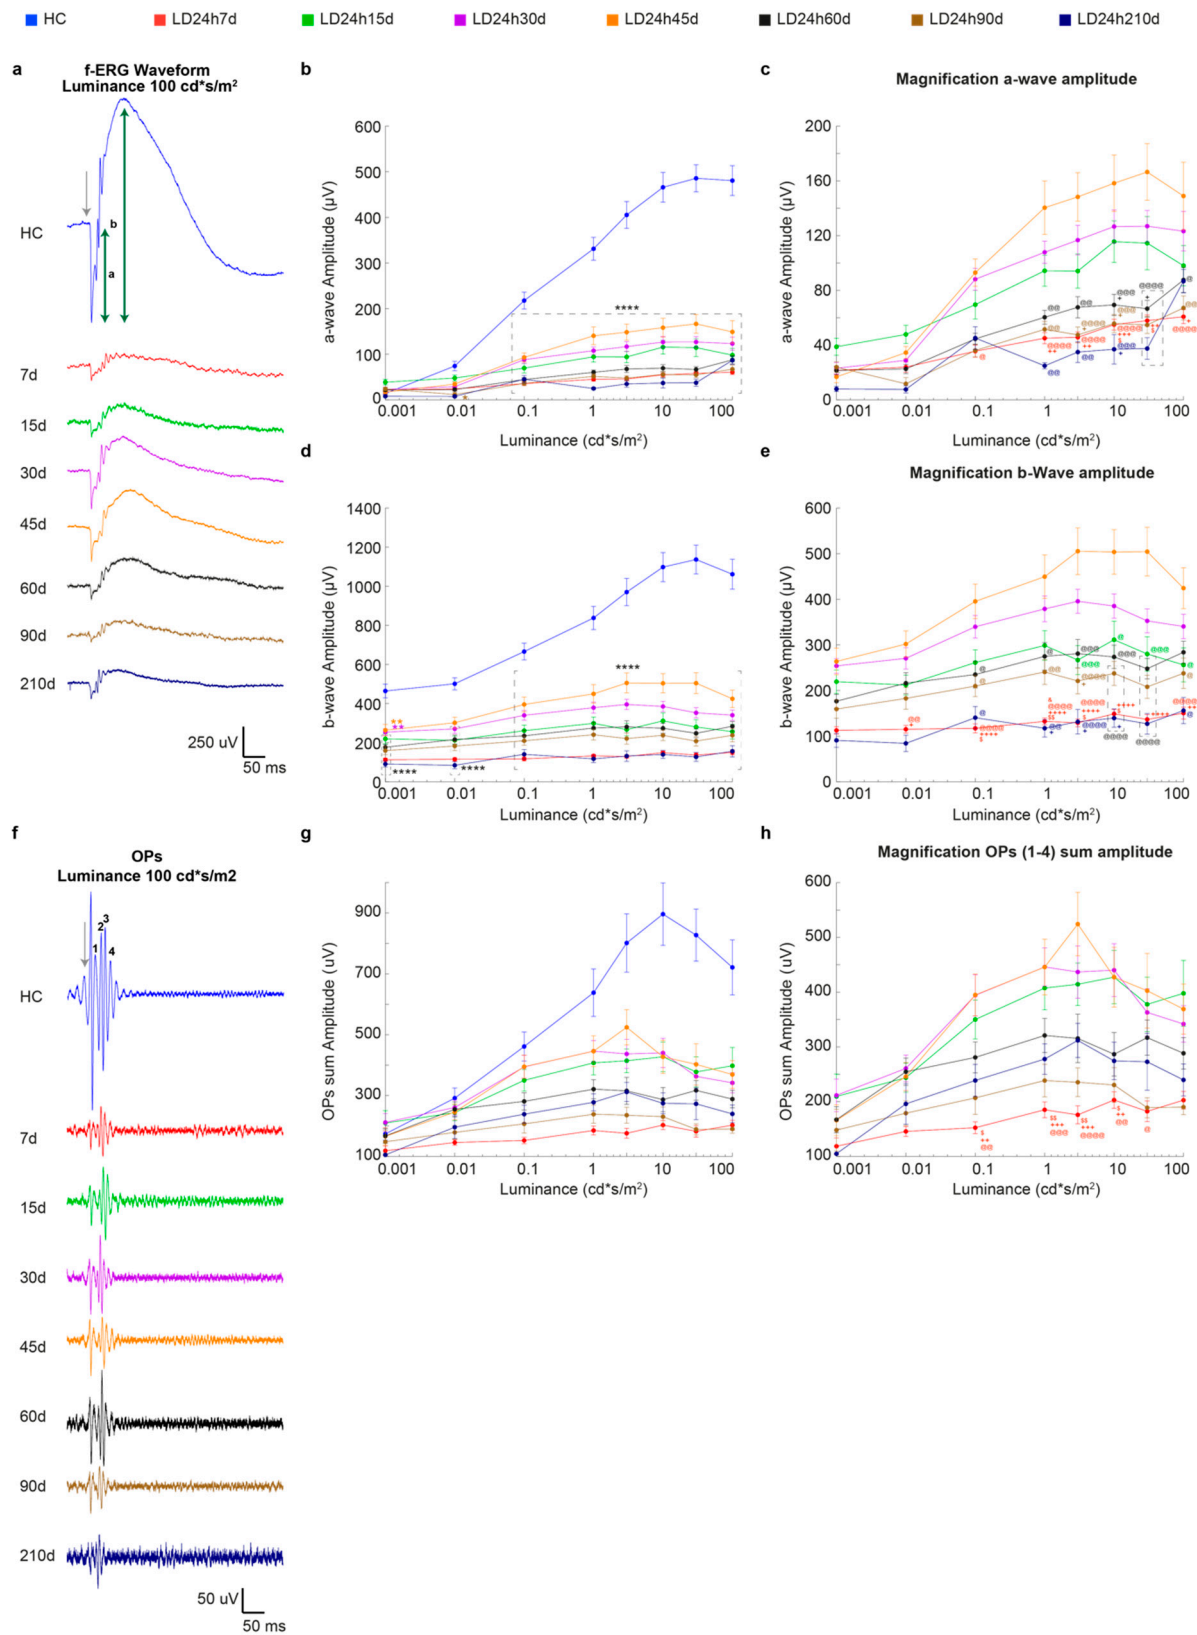 HC LD24h7d LD24h15d LD24h30d LD24h45d LD24h60d LD24h90d LD24h210d
a
f-ERG Waveform
Luminance 100 cd*s/m²
HC
b
a
7d
15d
30d
45d
60d
90d
210d
250 uV
50 ms
b
a-wave Amplitude (µV)
600
500
400
300
200
100
0
****
*
0.001 0.01 0.1 1 10 100
Luminance (cd*s/m²)
c
Magnification a-wave amplitude
a-wave Amplitude (µV)
200
160
120
80
40
0
0.001 0.01 0.1 1 10 100
Luminance (cd*s/m²)
d
b-wave Amplitude (µV)
1400
1200
1000
800
600
400
200
0
****
**
**
**** ****
0.001 0.01 0.1 1 10 100
Luminance (cd*s/m²)
e
Magnification b-Wave amplitude
b-wave Amplitude (µV)
600
500
400
300
200
100
0
0.001 0.01 0.1 1 10 100
Luminance (cd*s/m²)
f
OPs
Luminance 100 cd*s/m2
HC
1 2 3 4
7d
15d
30d
45d
60d
90d
210d
50 uV
50 ms
g
OPs sum Amplitude (uV)
900
700
500
300
100
0.001 0.01 0.1 1 10 100
Luminance (cd*s/m²)
h
Magnification OPs (1-4) sum amplitude
OPs sum Amplitude (µV)
600
500
400
300
200
100
$
++
@@
$$
+++
@@@
$$
+++
@@@@
$
++
@@
@
0.001 0.01 0.1 1 10 100
Luminance (cd*s/m²)